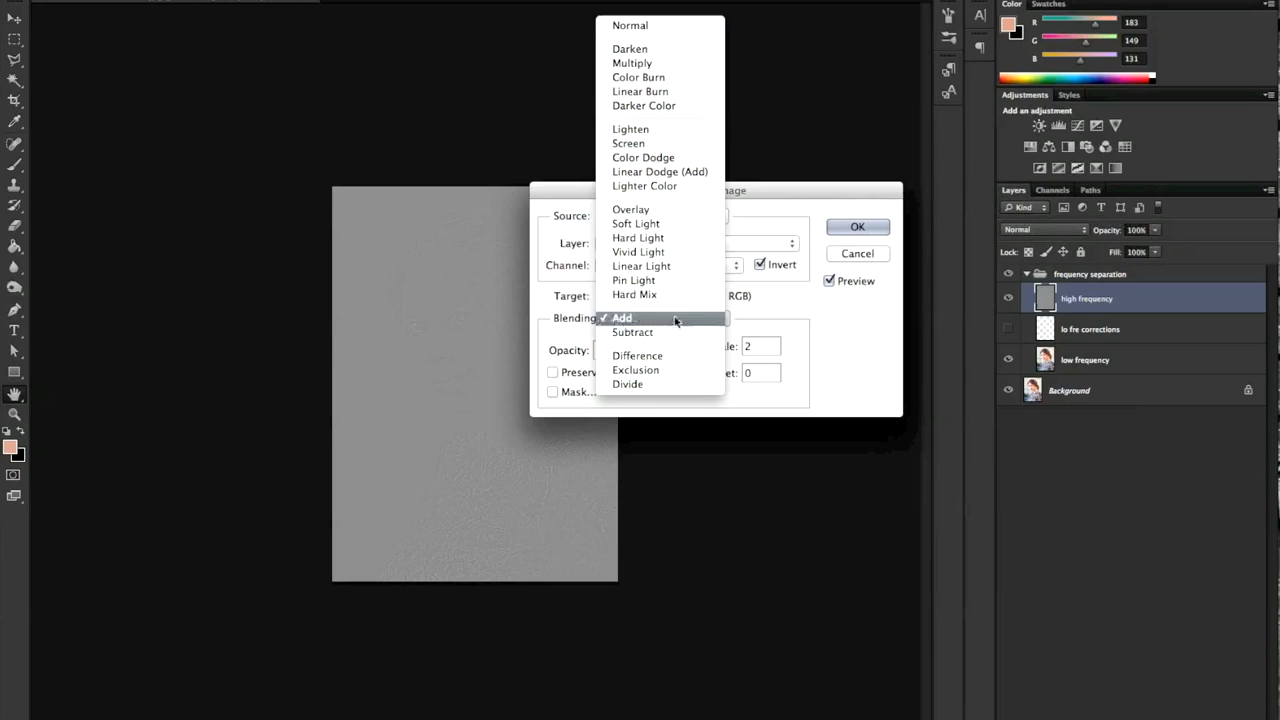 Normal
Darken
Multiply
Color Burn
Linear Burn
Darker Color
Lighten
Screen
Color Dodge
Linear Dodge (Add)
Lighter Color
Overlay
Soft Light
Hard Light
Vivid Light
Linear Light
Pin Light
Hard Mix
✓ Add
Subtract
Difference
Exclusion
Divide
Source:
OK
Layer:
Cancel
Channel:
Invert
Preview
Target:
RGB)
Blending
Opacity:
2
0
Mask...
Color Swatches
R 183
G 149
B 131
Adjustments Styles
Add an adjustment
Layers Channels Paths
Kind
Normal Opacity: 100%
Lock: Fill: 100%
frequency separation
high frequency
lo fre corrections
low frequency
Background